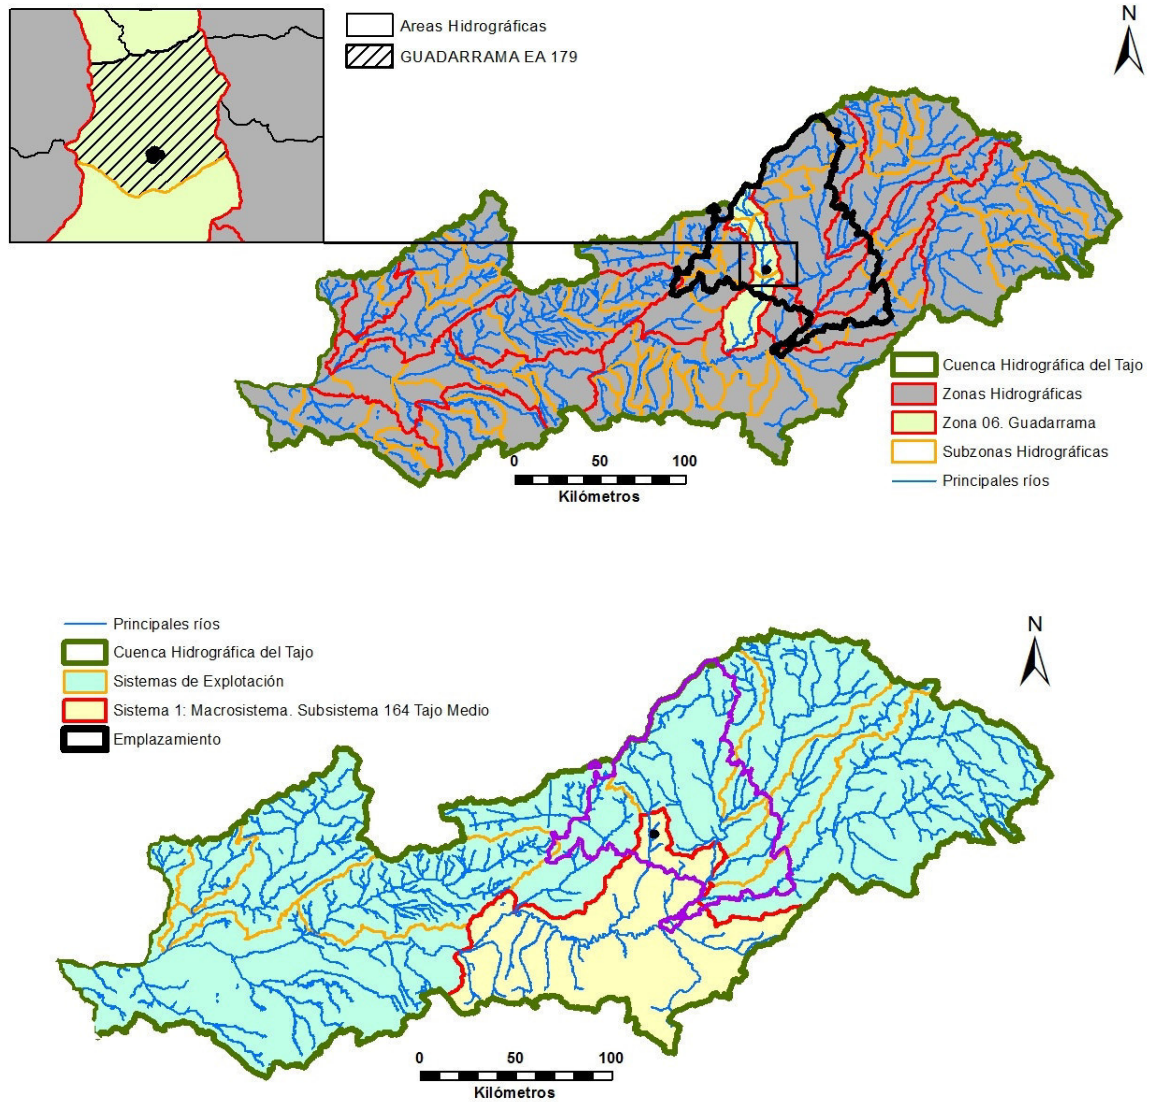 Areas Hidrográficas
GUADARRAMA EA 179
N
Cuenca Hidrográfica del Tajo
Zonas Hidrográficas
Zona 06. Guadarrama
Subzonas Hidrográficas
Principales ríos
0 50 100
Kilómetros
Principales ríos
Cuenca Hidrográfica del Tajo
Sistemas de Explotación
Sistema 1: Macrosistema. Subsistema 164 Tajo Medio
Emplazamiento
N
0 50 100
Kilómetros